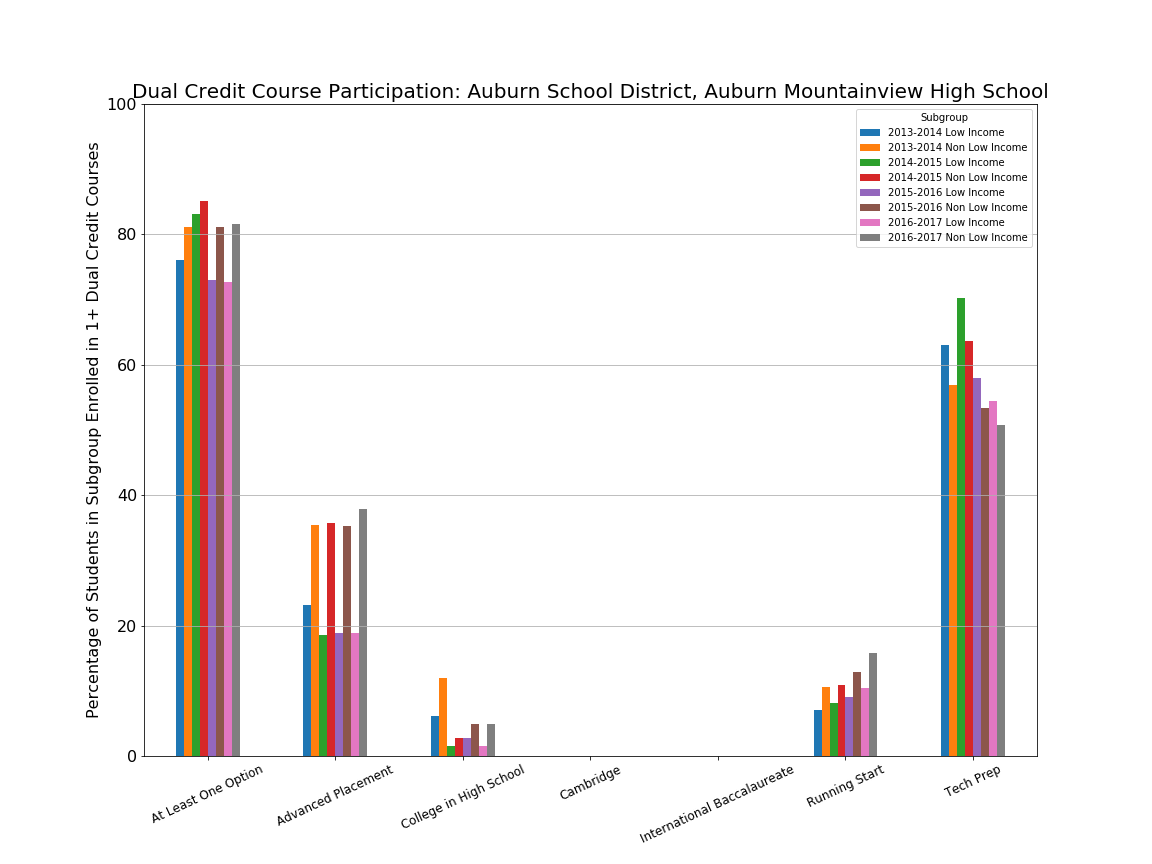 Dual Credit Course Participation: Auburn School District, Auburn Mountainview High School
Percentage of Students in Subgroup Enrolled in 1+ Dual Credit Courses
100
80
60
40
20
0
Subgroup
2013-2014 Low Income
2013-2014 Non Low Income
2014-2015 Low Income
2014-2015 Non Low Income
2015-2016 Low Income
2015-2016 Non Low Income
2016-2017 Low Income
2016-2017 Non Low Income
At Least One Option
Advanced Placement
College in High School
Cambridge
International Baccalaureate
Running Start
Tech Prep